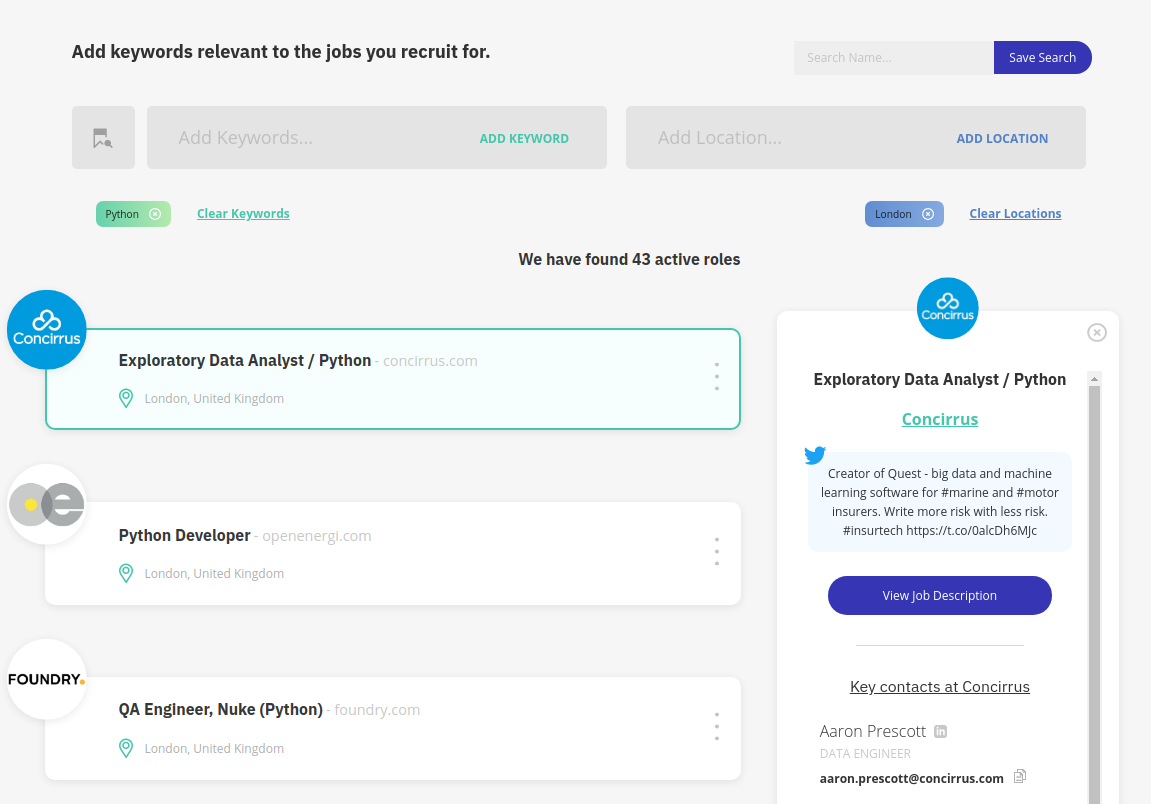 Add keywords relevant to the jobs you recruit for.
Search Name...
Save Search
Add Keywords...
ADD KEYWORD
Add Location...
ADD LOCATION
Python
Clear Keywords
London
Clear Locations
We have found 43 active roles
Concirrus
Exploratory Data Analyst / Python - concirrus.com
London, United Kingdom
e
Python Developer - openenergi.com
London, United Kingdom
FOUNDRY.
QA Engineer, Nuke (Python) - foundry.com
London, United Kingdom
Concirrus
Exploratory Data Analyst / Python
Concirrus
Creator of Quest - big data and machine
learning software for #marine and #motor
insurers. Write more risk with less risk.
#insurtech https://t.co/0alcDh6MJc
View Job Description
Key contacts at Concirrus
Aaron Prescott in
DATA ENGINEER
aaron.prescott@concirrus.com